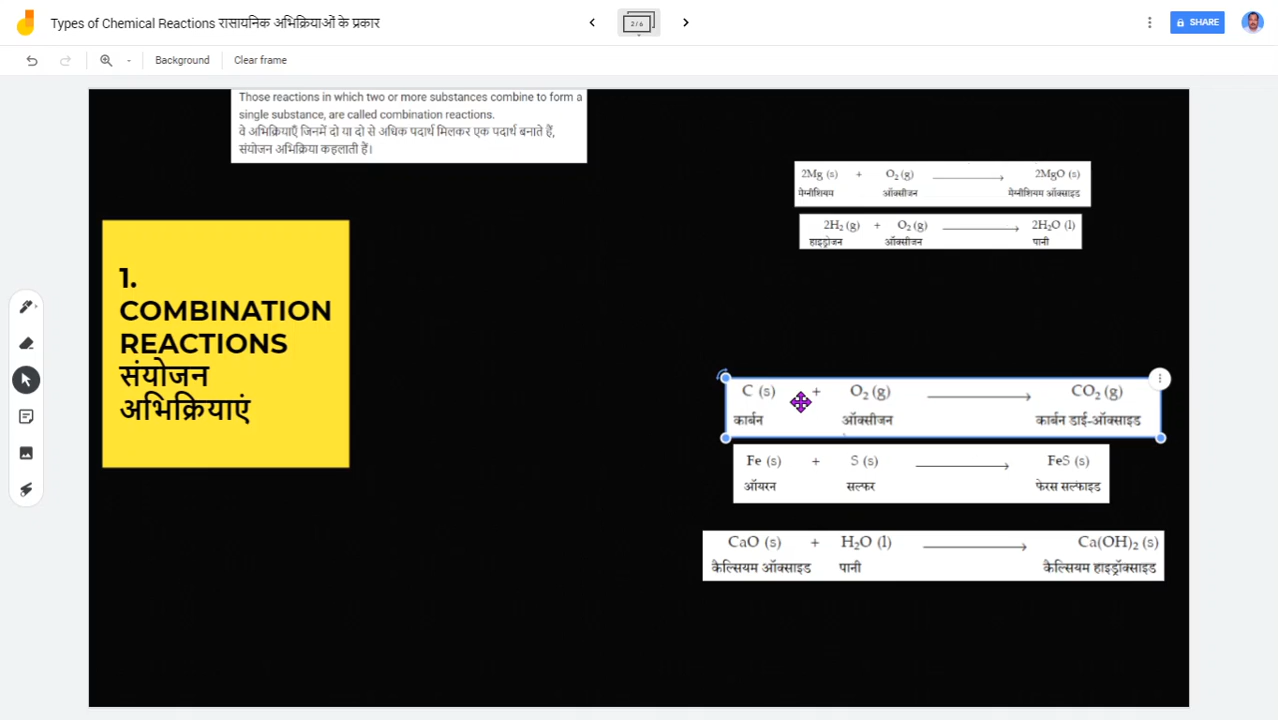 Types of Chemical Reactions रासायनिक अभिक्रियाओं के प्रकार
2 / 6
SHARE
Background
Clear frame
Those reactions in which two or more substances combine to form a
single substance, are called combination reactions.
वे अभिक्रियाएँ जिनमें दो या दो से अधिक पदार्थ मिलकर एक पदार्थ बनाते हैं,
संयोजन अभिक्रिया कहलाती हैं।
1.
COMBINATION
REACTIONS
संयोजन
अभिक्रियाएं
2Mg (s) + O₂ (g) ⟶ 2MgO (s)
मैग्नीशियम ऑक्सीजन मैग्नीशियम ऑक्साइड
2H₂ (g) + O₂ (g) ⟶ 2H₂O (l)
हाइड्रोजन ऑक्सीजन पानी
C (s) + O₂ (g) ⟶ CO₂ (g)
कार्बन ऑक्सीजन कार्बन डाई-ऑक्साइड
Fe (s) + S (s) ⟶ FeS (s)
ऑयरन सल्फर फेरस सल्फाइड
CaO (s) + H₂O (l) ⟶ Ca(OH)₂ (s)
कैल्सियम ऑक्साइड पानी कैल्सियम हाइड्रॉक्साइड